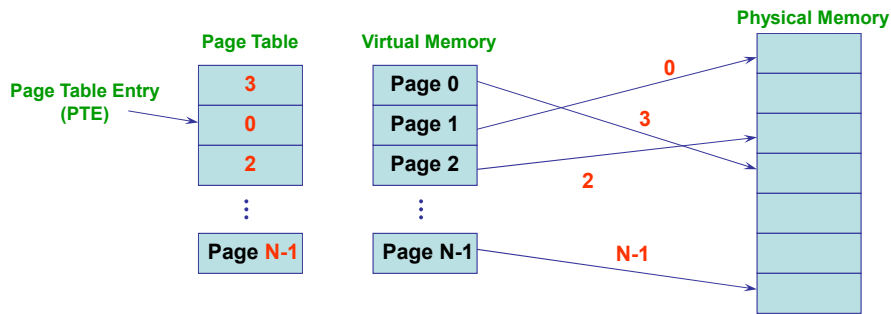 Physical Memory
Page Table
Virtual Memory
Page Table Entry
(PTE)
3
0
2
Page N-1
Page 0
Page 1
Page 2
Page N-1
0
3
2
N-1